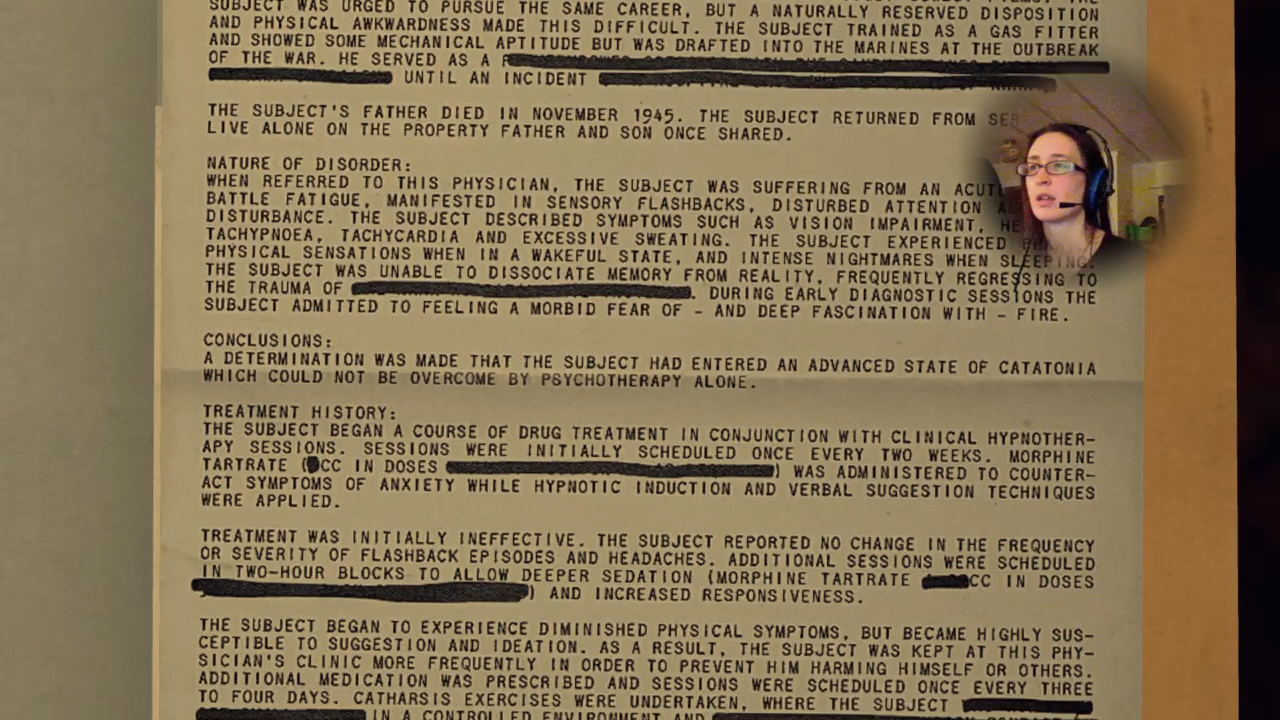 SUBJECT WAS URGED TO PURSUE THE SAME CAREER, BUT A NATURALLY RESERVED DISPOSITION
AND PHYSICAL AWKWARDNESS MADE THIS DIFFICULT. THE SUBJECT TRAINED AS A GAS FITTER
AND SHOWED SOME MECHANICAL APTITUDE BUT WAS DRAFTED INTO THE MARINES AT THE OUTBREAK
OF THE WAR. HE SERVED AS A
UNTIL AN INCIDENT
THE SUBJECT'S FATHER DIED IN NOVEMBER 1945. THE SUBJECT RETURNED FROM
LIVE ALONE ON THE PROPERTY FATHER AND SON ONCE SHARED.
NATURE OF DISORDER:
WHEN REFERRED TO THIS PHYSICIAN, THE SUBJECT WAS SUFFERING FROM AN
BATTLE FATIGUE, MANIFESTED IN SENSORY FLASHBACKS, DISTURBED ATTENTION
DISTURBANCE. THE SUBJECT DESCRIBED SYMPTOMS SUCH AS VISION IMPAIRMENT,
TACHYPNOEA, TACHYCARDIA AND EXCESSIVE SWEATING. THE SUBJECT EXPERIENCED
PHYSICAL SENSATIONS WHEN IN A WAKEFUL STATE, AND INTENSE NIGHTMARES WHEN SLEEPING.
THE SUBJECT WAS UNABLE TO DISSOCIATE MEMORY FROM REALITY, FREQUENTLY REGRESSING TO
THE TRAUMA OF . DURING EARLY DIAGNOSTIC SESSIONS THE
SUBJECT ADMITTED TO FEELING A MORBID FEAR OF - AND DEEP FASCINATION WITH - FIRE.
CONCLUSIONS:
A DETERMINATION WAS MADE THAT THE SUBJECT HAD ENTERED AN ADVANCED STATE OF CATATONIA
WHICH COULD NOT BE OVERCOME BY PSYCHOTHERAPY ALONE.
TREATMENT HISTORY:
THE SUBJECT BEGAN A COURSE OF DRUG TREATMENT IN CONJUNCTION WITH CLINICAL HYPNOTHER-
APY SESSIONS. SESSIONS WERE INITIALLY SCHEDULED ONCE EVERY TWO WEEKS. MORPHINE
TARTRATE ( CC IN DOSES ) WAS ADMINISTERED TO COUNTER-
ACT SYMPTOMS OF ANXIETY WHILE HYPNOTIC INDUCTION AND VERBAL SUGGESTION TECHNIQUES
WERE APPLIED.
TREATMENT WAS INITIALLY INEFFECTIVE. THE SUBJECT REPORTED NO CHANGE IN THE FREQUENCY
OR SEVERITY OF FLASHBACK EPISODES AND HEADACHES. ADDITIONAL SESSIONS WERE SCHEDULED
IN TWO-HOUR BLOCKS TO ALLOW DEEPER SEDATION (MORPHINE TARTRATE CC IN DOSES
) AND INCREASED RESPONSIVENESS.
THE SUBJECT BEGAN TO EXPERIENCE DIMINISHED PHYSICAL SYMPTOMS, BUT BECAME HIGHLY SUS-
CEPTIBLE TO SUGGESTION AND IDEATION. AS A RESULT, THE SUBJECT WAS KEPT AT THIS PHY-
SICIAN'S CLINIC MORE FREQUENTLY IN ORDER TO PREVENT HIM HARMING HIMSELF OR OTHERS.
ADDITIONAL MEDICATION WAS PRESCRIBED AND SESSIONS WERE SCHEDULED ONCE EVERY THREE
TO FOUR DAYS. CATHARSIS EXERCISES WERE UNDERTAKEN, WHERE THE SUBJECT
IN A CONTROLLED ENVIRONMENT AND